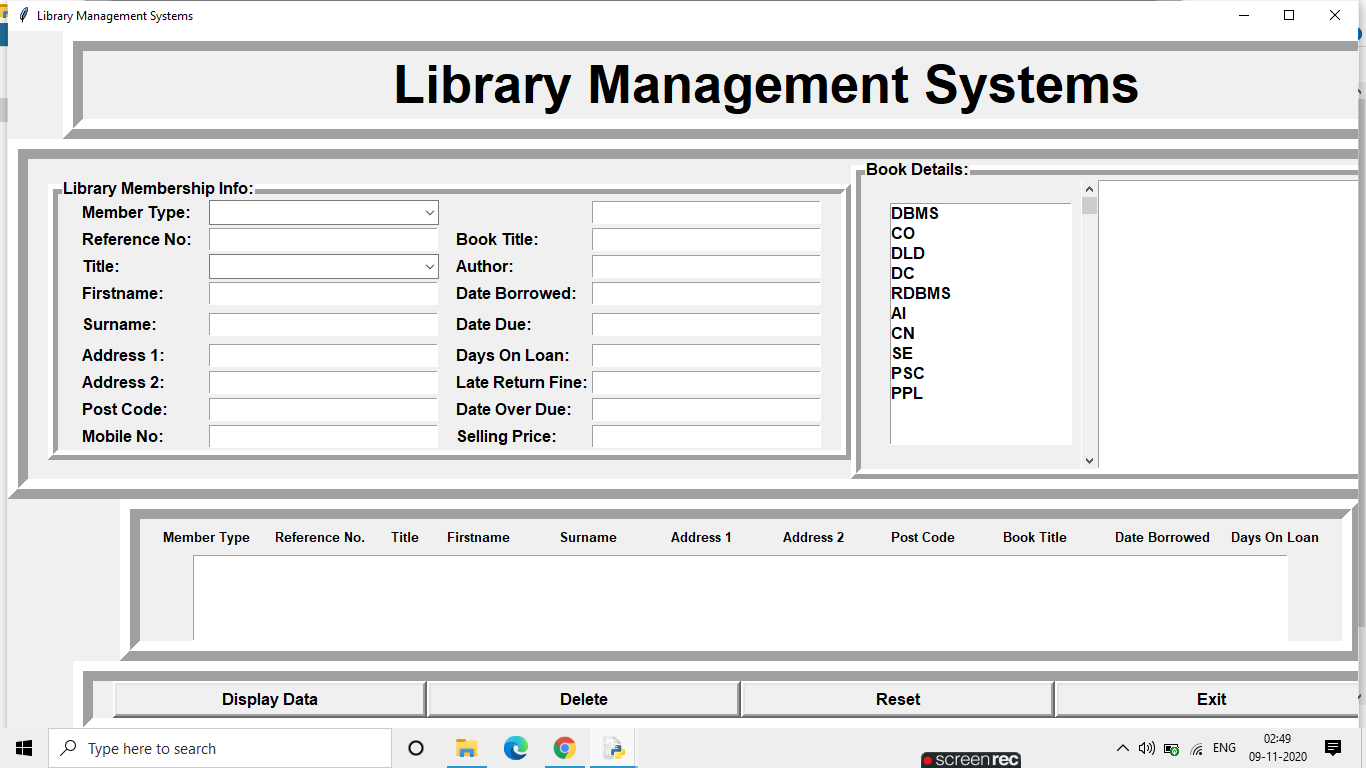 Library Management Systems
Library Management Systems
Library Membership Info:
Member Type:
Reference No:
Book Title:
Title:
Author:
Firstname:
Date Borrowed:
Surname:
Date Due:
Address 1:
Days On Loan:
Address 2:
Late Return Fine:
Post Code:
Date Over Due:
Mobile No:
Selling Price:
Book Details:
DBMS
CO
DLD
DC
RDBMS
AI
CN
SE
PSC
PPL
Member Type Reference No. Title Firstname Surname Address 1 Address 2 Post Code Book Title Date Borrowed Days On Loan
Display Data Delete Reset Exit
Type here to search
screenrec
ENG
02:49
09-11-2020